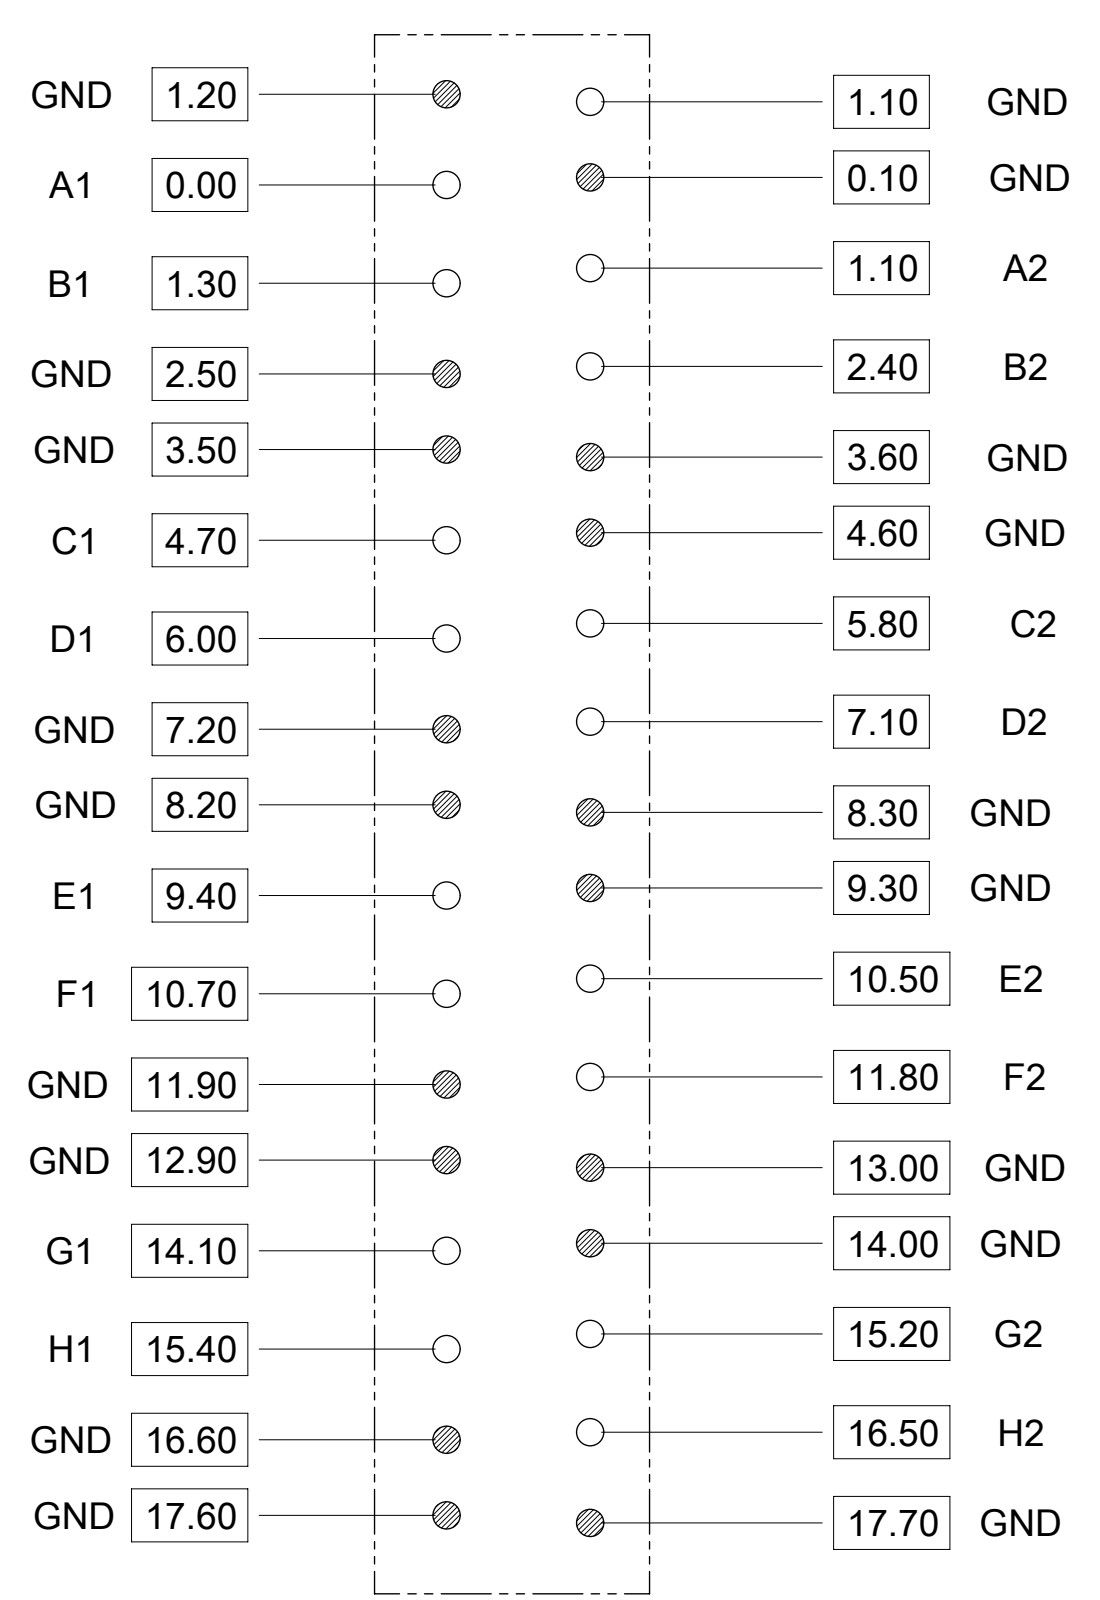 GND 1.20 1.10 GND
A1 0.00 0.10 GND
B1 1.30 1.10 A2
GND 2.50 2.40 B2
GND 3.50 3.60 GND
C1 4.70 4.60 GND
D1 6.00 5.80 C2
GND 7.20 7.10 D2
GND 8.20 8.30 GND
E1 9.40 9.30 GND
F1 10.70 10.50 E2
GND 11.90 11.80 F2
GND 12.90 13.00 GND
G1 14.10 14.00 GND
H1 15.40 15.20 G2
GND 16.60 16.50 H2
GND 17.60 17.70 GND